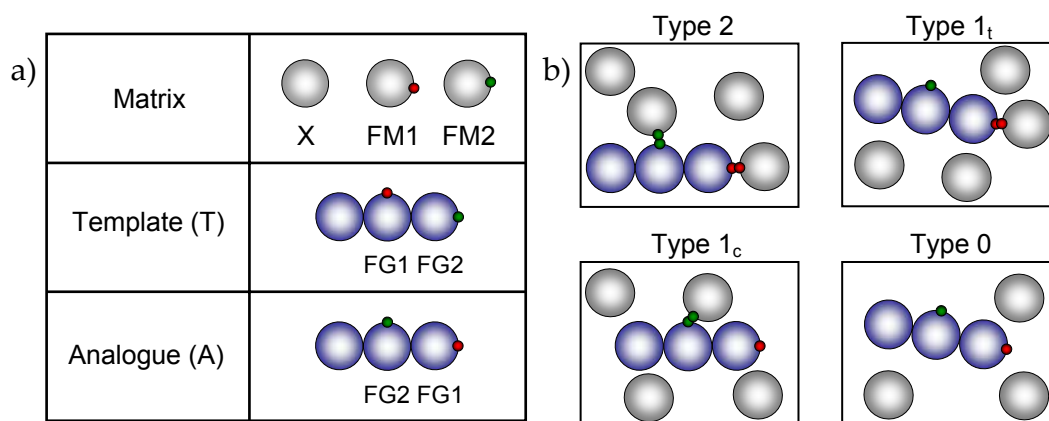 a)
Matrix
X FM1 FM2
Template (T)
FG1 FG2
Analogue (A)
FG2 FG1
b)
Type 2
Type 1t
Type 1c
Type 0